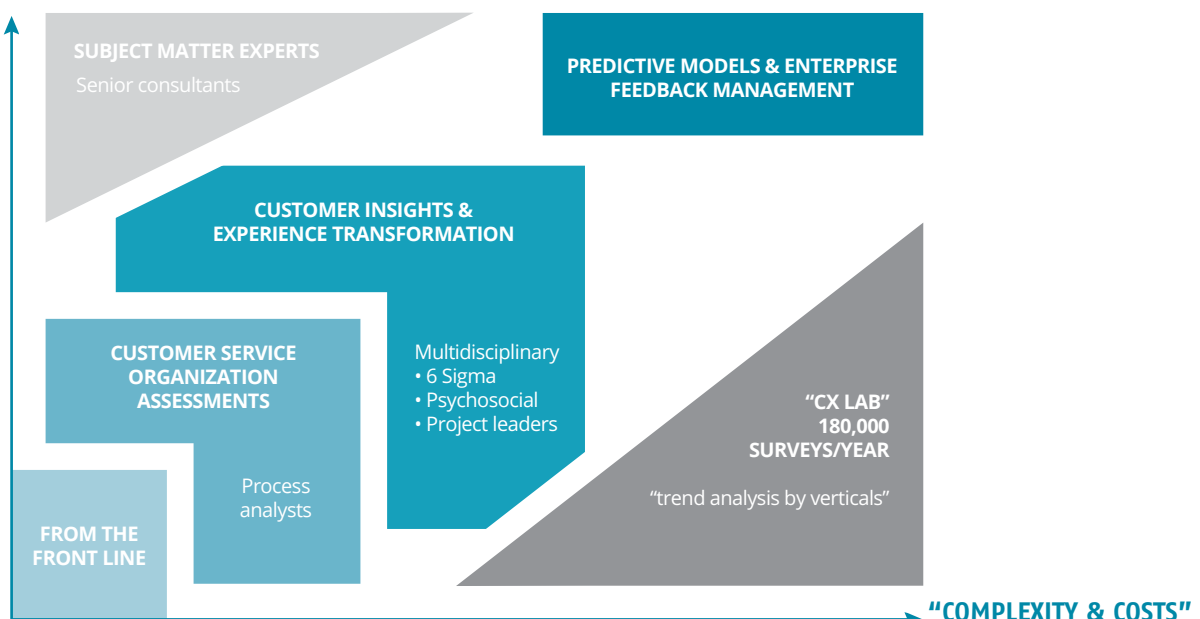 SUBJECT MATTER EXPERTS
Senior consultants
PREDICTIVE MODELS & ENTERPRISE
FEEDBACK MANAGEMENT
CUSTOMER INSIGHTS &
EXPERIENCE TRANSFORMATION
Multidisciplinary
• 6 Sigma
• Psychosocial
• Project leaders
CUSTOMER SERVICE
ORGANIZATION
ASSESSMENTS
Process
analysts
FROM THE
FRONT LINE
“CX LAB”
180,000
SURVEYS/YEAR
“trend analysis by verticals”
“COMPLEXITY & COSTS”